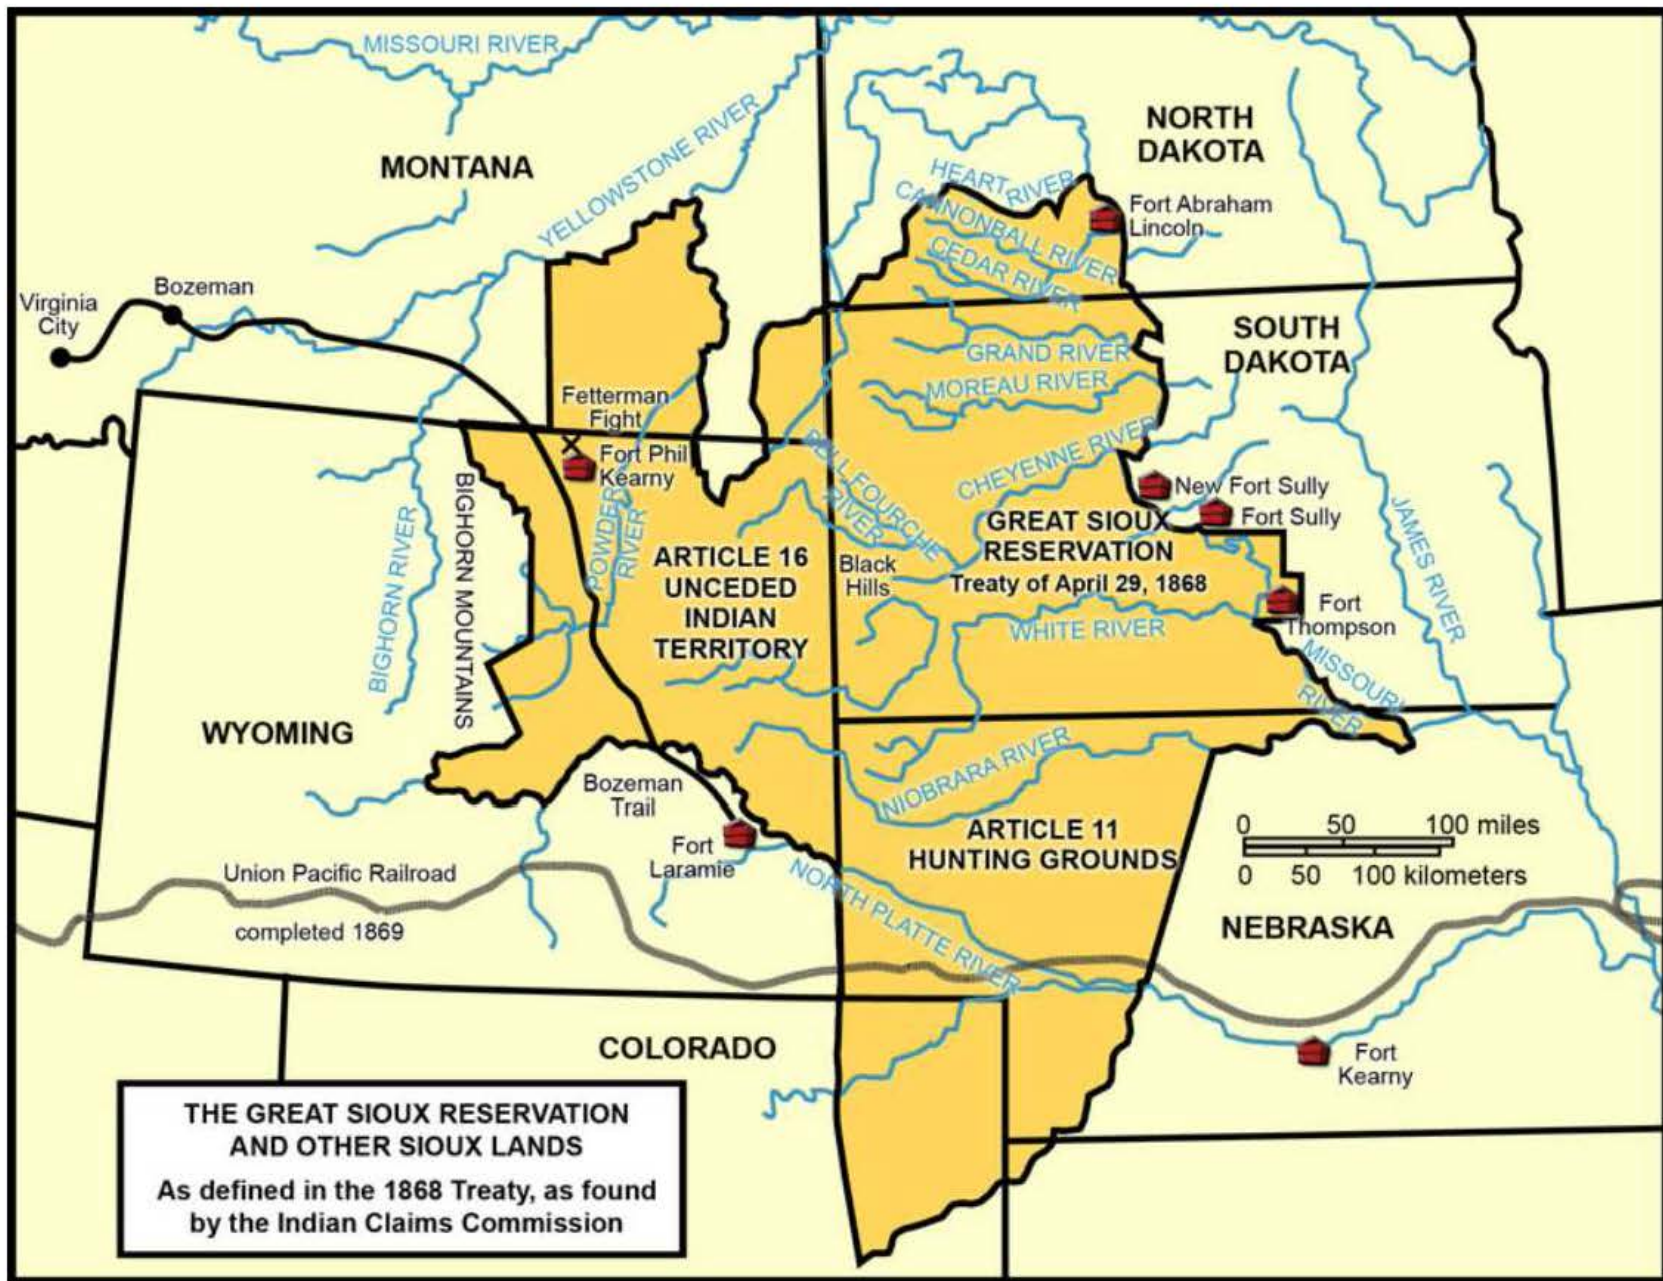 MISSOURI RIVER
YELLOWSTONE RIVER
MONTANA
NORTH
DAKOTA
HEART RIVER
CANNONBALL RIVER
CEDAR RIVER
Fort Abraham
Lincoln
Virginia
City
Bozeman
SOUTH
DAKOTA
GRAND RIVER
MOREAU RIVER
Fetterman
Fight
Fort Phil
Kearny
BELL FOURCHE
RIVER
CHEYENNE RIVER
New Fort Sully
Fort Sully
GREAT SIOUX
RESERVATION
Treaty of April 29, 1868
BIGHORN RIVER
BIGHORN MOUNTAINS
POWDER
RIVER
ARTICLE 16
UNCEDED
INDIAN
TERRITORY
Black
Hills
JAMES RIVER
Fort
Thompson
WHITE RIVER
MISSOURI
RIVER
WYOMING
NIOBRARA RIVER
Bozeman
Trail
Fort
Laramie
ARTICLE 11
HUNTING GROUNDS
0 50 100 miles
0 50 100 kilometers
Union Pacific Railroad
completed 1869
NORTH PLATTE RIVER
NEBRASKA
COLORADO
Fort
Kearny
THE GREAT SIOUX RESERVATION
AND OTHER SIOUX LANDS
As defined in the 1868 Treaty, as found
by the Indian Claims Commission